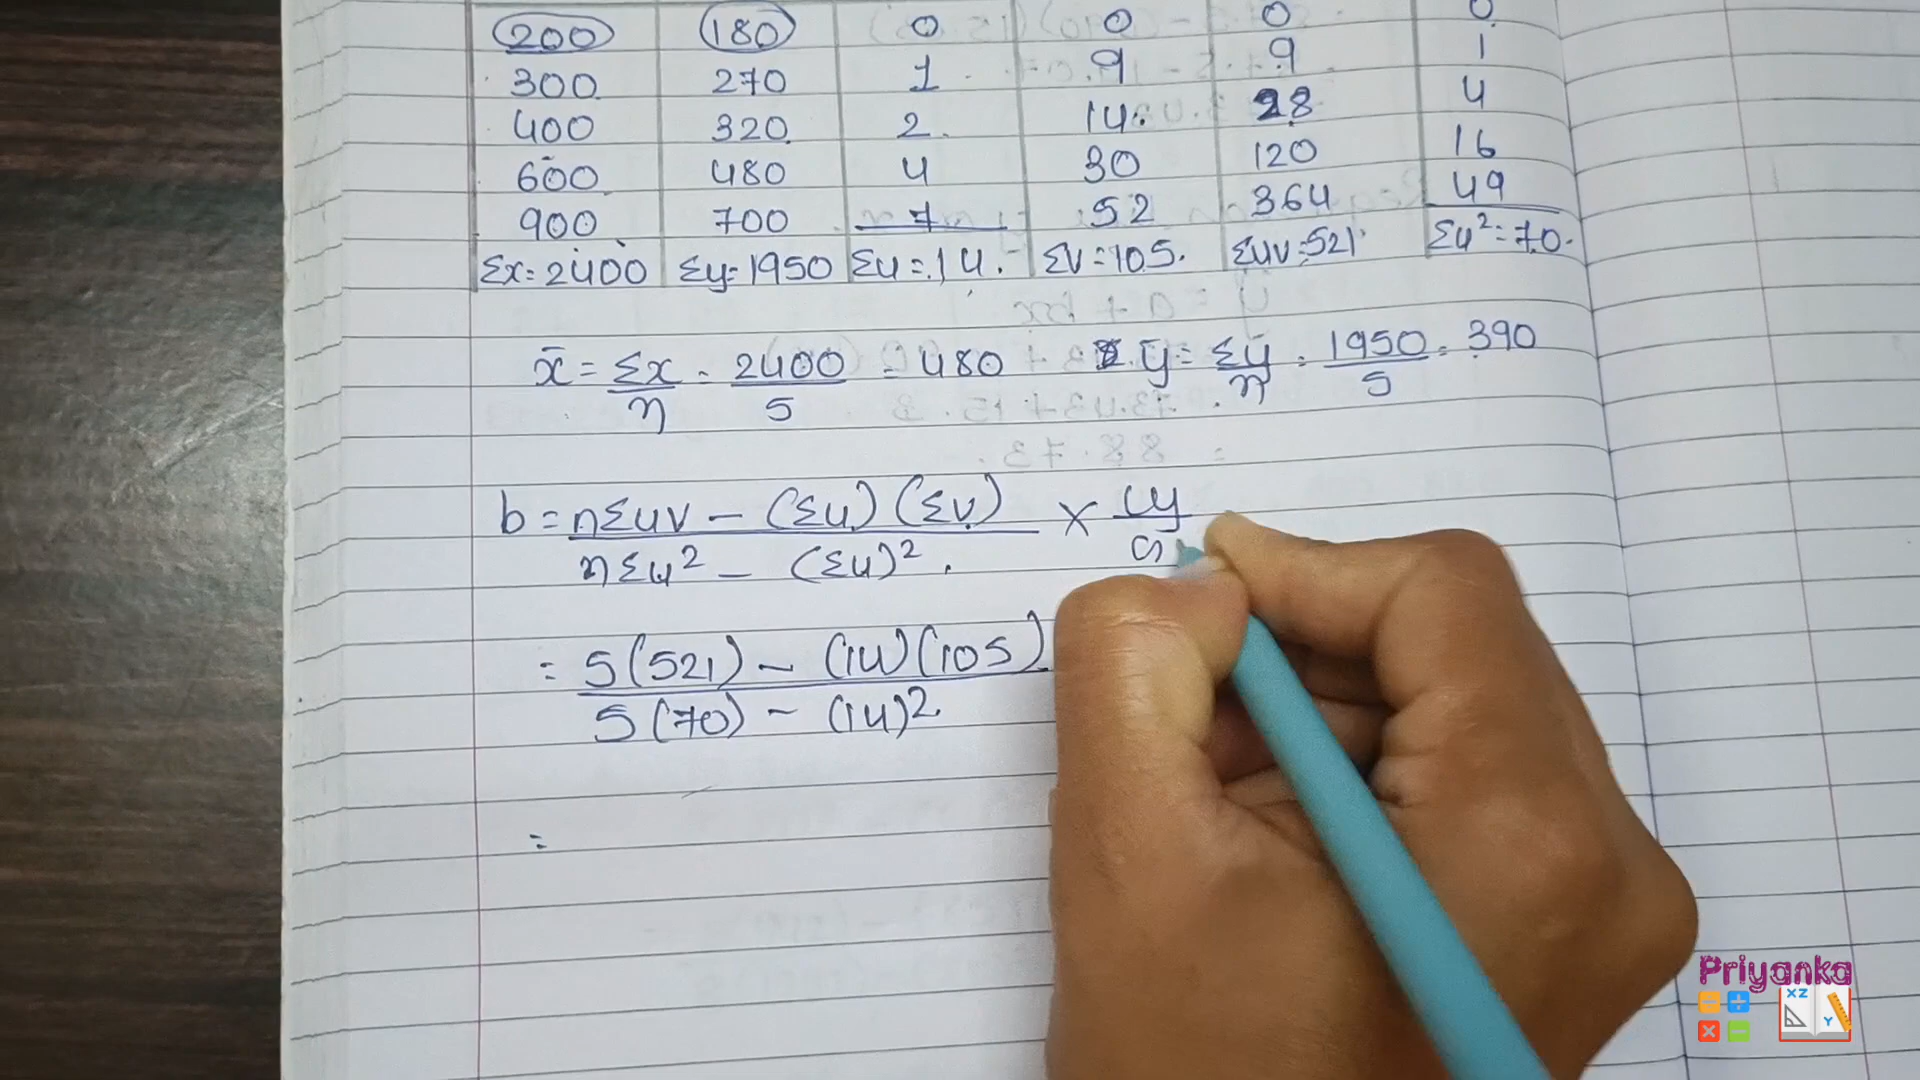 200 180 0 0 0 0
300 270 1 9 9 1
400 320 2 14 28 4
600 480 4 30 120 16
900 700 7 52 364 49
Σx=2400 Σy=1950 Σu=14. Σv=105. Σuv=521 Σu²=70.
x̄ = Σx/n = 2400/5 = 480 ȳ = Σy/n = 1950/5 = 390
b = nΣuv − (Σu)(Σv) / nΣu² − (Σu)² × cy/c
= 5(521) − (14)(105) / 5(70) − (14)²
=
Priyanka